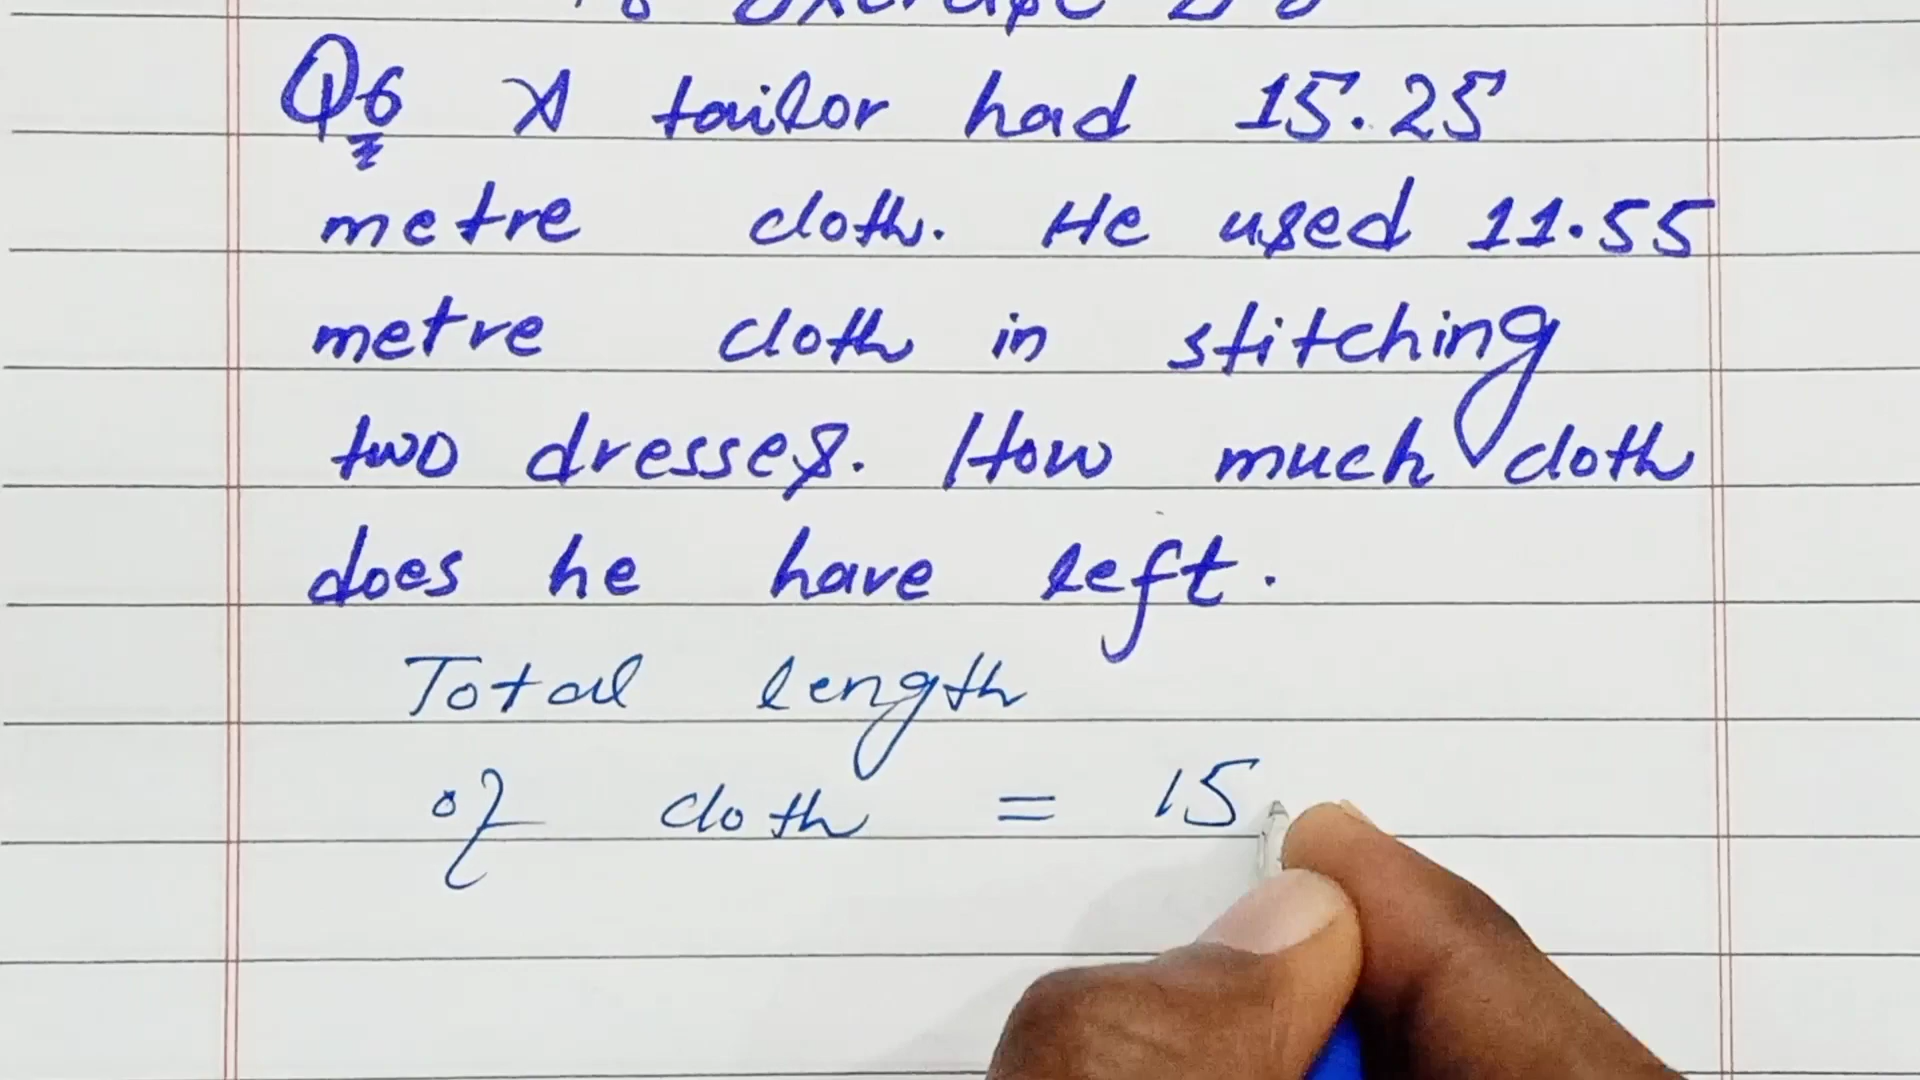 Exercise
Q6 A tailor had 15.25
metre cloth. He used 11.55
metre cloth in stitching
two dresses. How much cloth
does he have left.
Total length
of cloth = 15